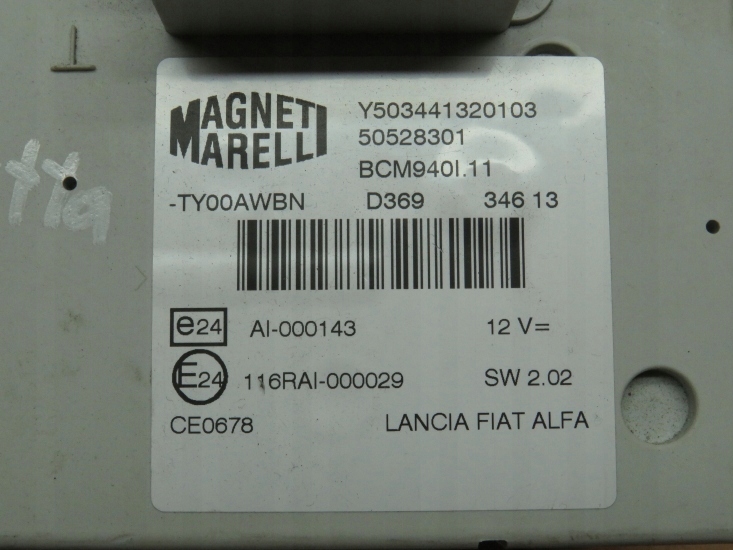 MAGNETI
MARELLI
Y503441320103
50528301
BCM940I.11
-TY00AWBN D369 346 13
e24 AI-000143 12 V=
E24 116RAI-000029 SW 2.02
CE0678 LANCIA FIAT ALFA